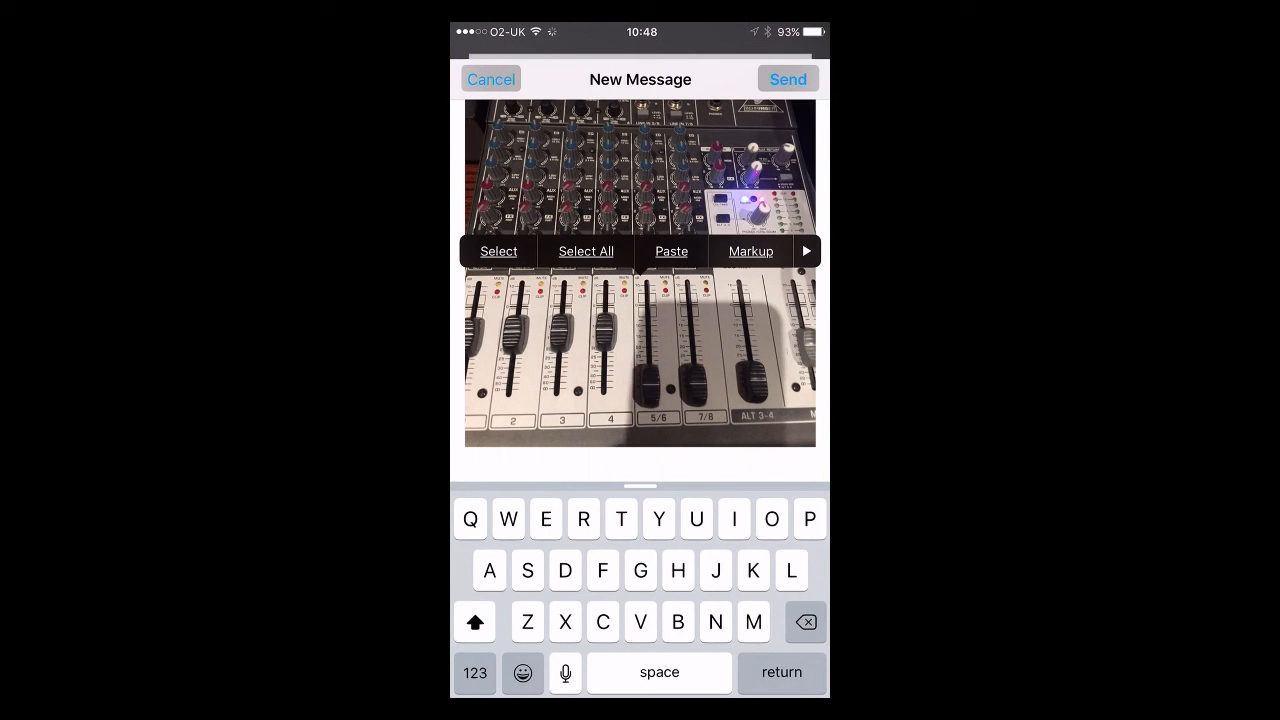 O2-UK 10:48 93%
Cancel New Message Send
Select Select All Paste Markup
2 3 4 5/6 7/8 ALT 3-4
Q W E R T Y U I O P
A S D F G H J K L
Z X C V B N M
123 space return